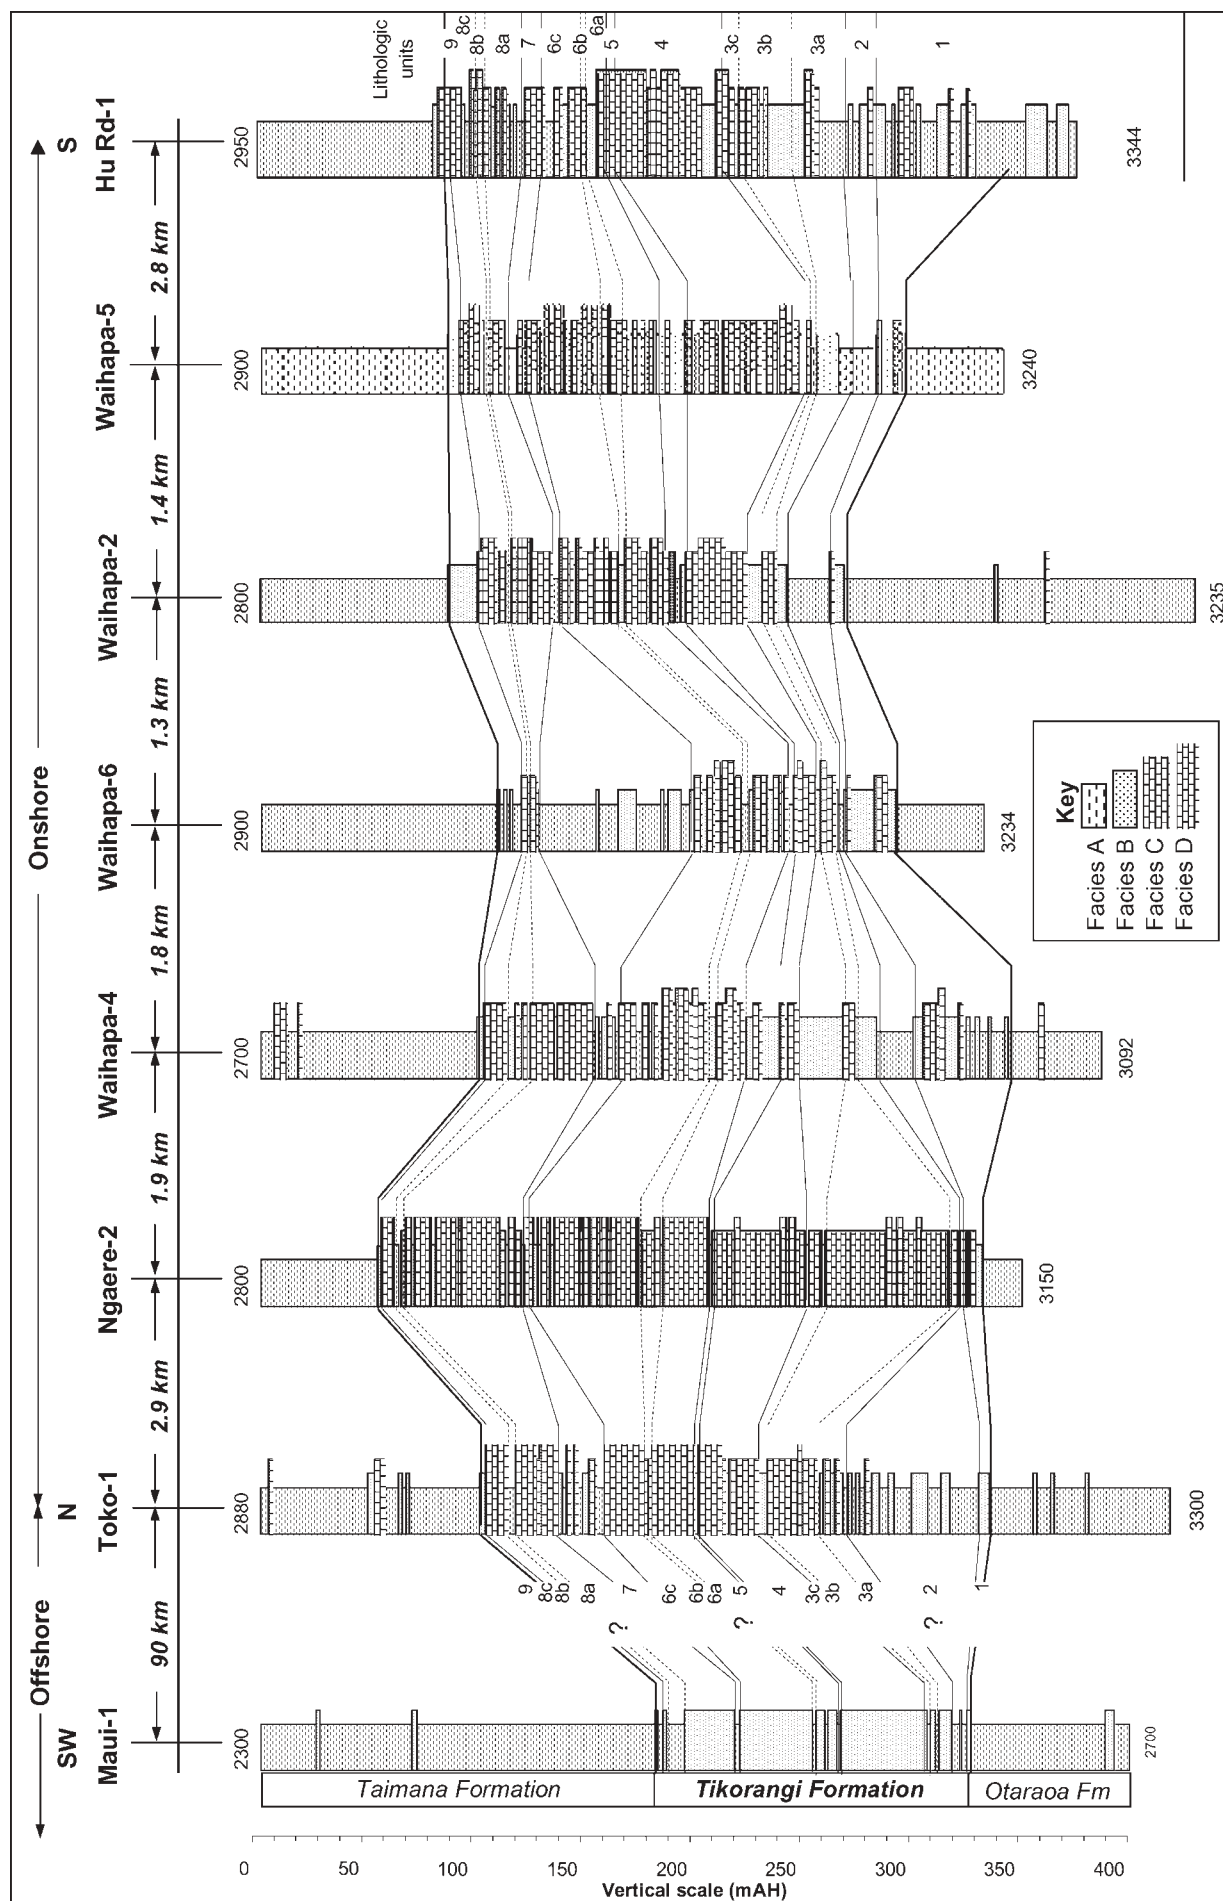 Offshore
Onshore
SW
N
S
Maui-1
Toko-1
Ngaere-2
Waihapa-4
Waihapa-6
Waihapa-2
Waihapa-5
Hu Rd-1
90 km
2.9 km
1.9 km
1.8 km
1.3 km
1.4 km
2.8 km
2300
2880
2800
2700
2900
2800
2900
2950
Lithologic
units
9
8c
8b
8a
7
6c
6b
6a
5
4
3c
3b
3a
2
1
9
8c
8b
8a
7
6c
6b
6a
5
4
3c
3b
3a
2
1
?
?
?
2700
3300
3150
3092
3234
3235
3240
3344
Taimana Formation
Tikorangi Formation
Otaraoa Fm
Key
Facies A
Facies B
Facies C
Facies D
0
50
100
150
200
250
300
350
400
Vertical scale (mAH)